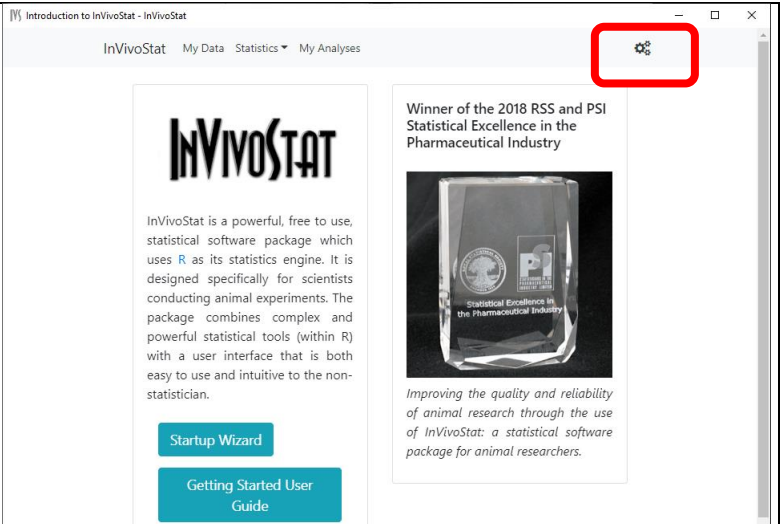 Introduction to InVivoStat - InVivoStat
InVivoStat My Data Statistics My Analyses
INVIVOSTAT
InVivoStat is a powerful, free to use,
statistical software package which
uses R as its statistics engine. It is
designed specifically for scientists
conducting animal experiments. The
package combines complex and
powerful statistical tools (within R)
with a user interface that is both
easy to use and intuitive to the non-
statistician.
Startup Wizard
Getting Started User
Guide
Winner of the 2018 RSS and PSI
Statistical Excellence in the
Pharmaceutical Industry
PSI
Statistical Excellence in
the Pharmaceutical Industry
Improving the quality and reliability
of animal research through the use
of InVivoStat: a statistical software
package for animal researchers.